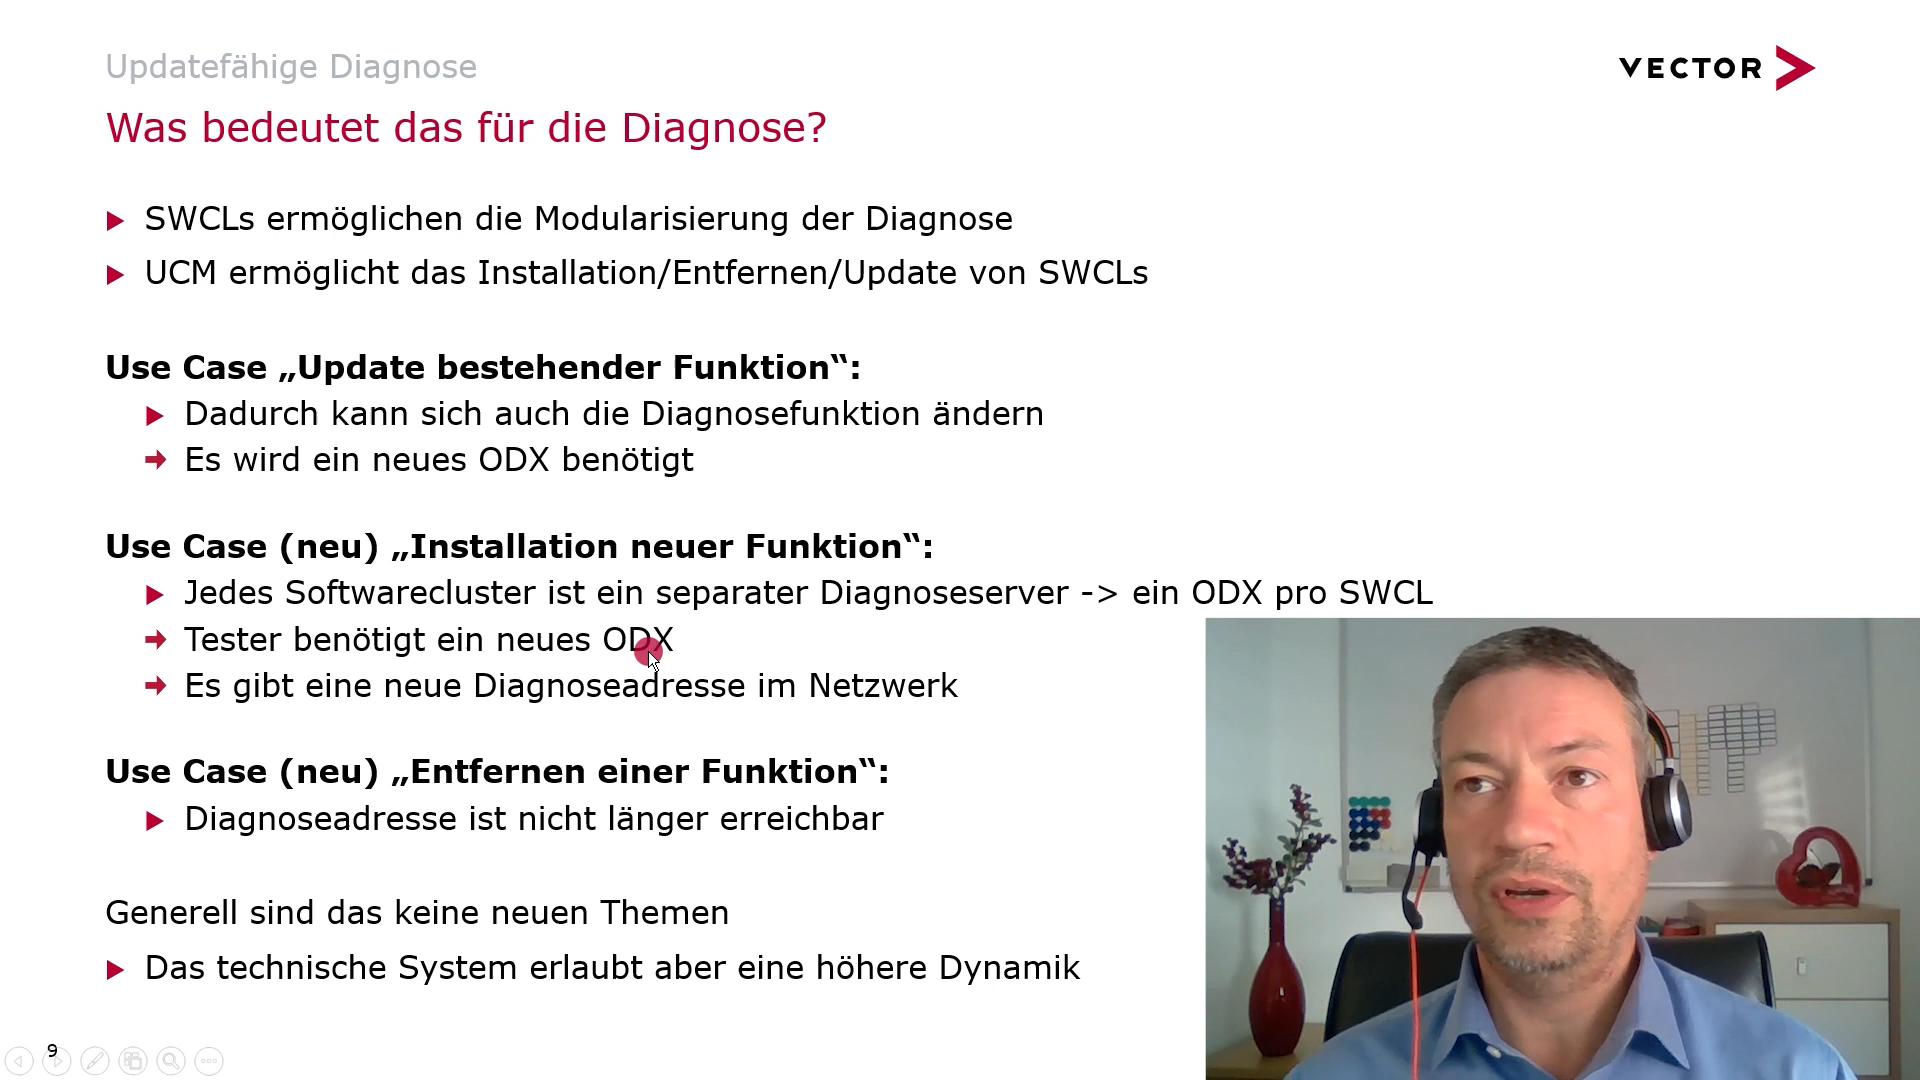 Updatefähige Diagnose
VECTOR
Was bedeutet das für die Diagnose?
SWCLs ermöglichen die Modularisierung der Diagnose
UCM ermöglicht das Installation/Entfernen/Update von SWCLs
Use Case „Update bestehender Funktion“:
Dadurch kann sich auch die Diagnosefunktion ändern
Es wird ein neues ODX benötigt
Use Case (neu) „Installation neuer Funktion“:
Jedes Softwarecluster ist ein separater Diagnoseserver -> ein ODX pro SWCL
Tester benötigt ein neues ODX
Es gibt eine neue Diagnoseadresse im Netzwerk
Use Case (neu) „Entfernen einer Funktion“:
Diagnoseadresse ist nicht länger erreichbar
Generell sind das keine neuen Themen
Das technische System erlaubt aber eine höhere Dynamik
9